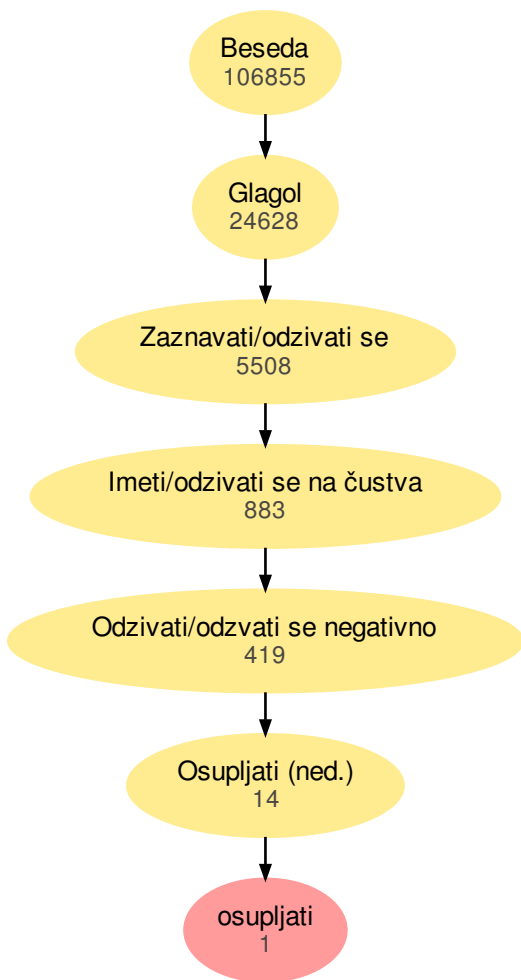 Beseda
106855
Glagol
24628
Zaznavati/odzivati se
5508
Imeti/odzivati se na čustva
883
Odzivati/odzvati se negativno
419
Osupljati (ned.)
14
osupljati
1